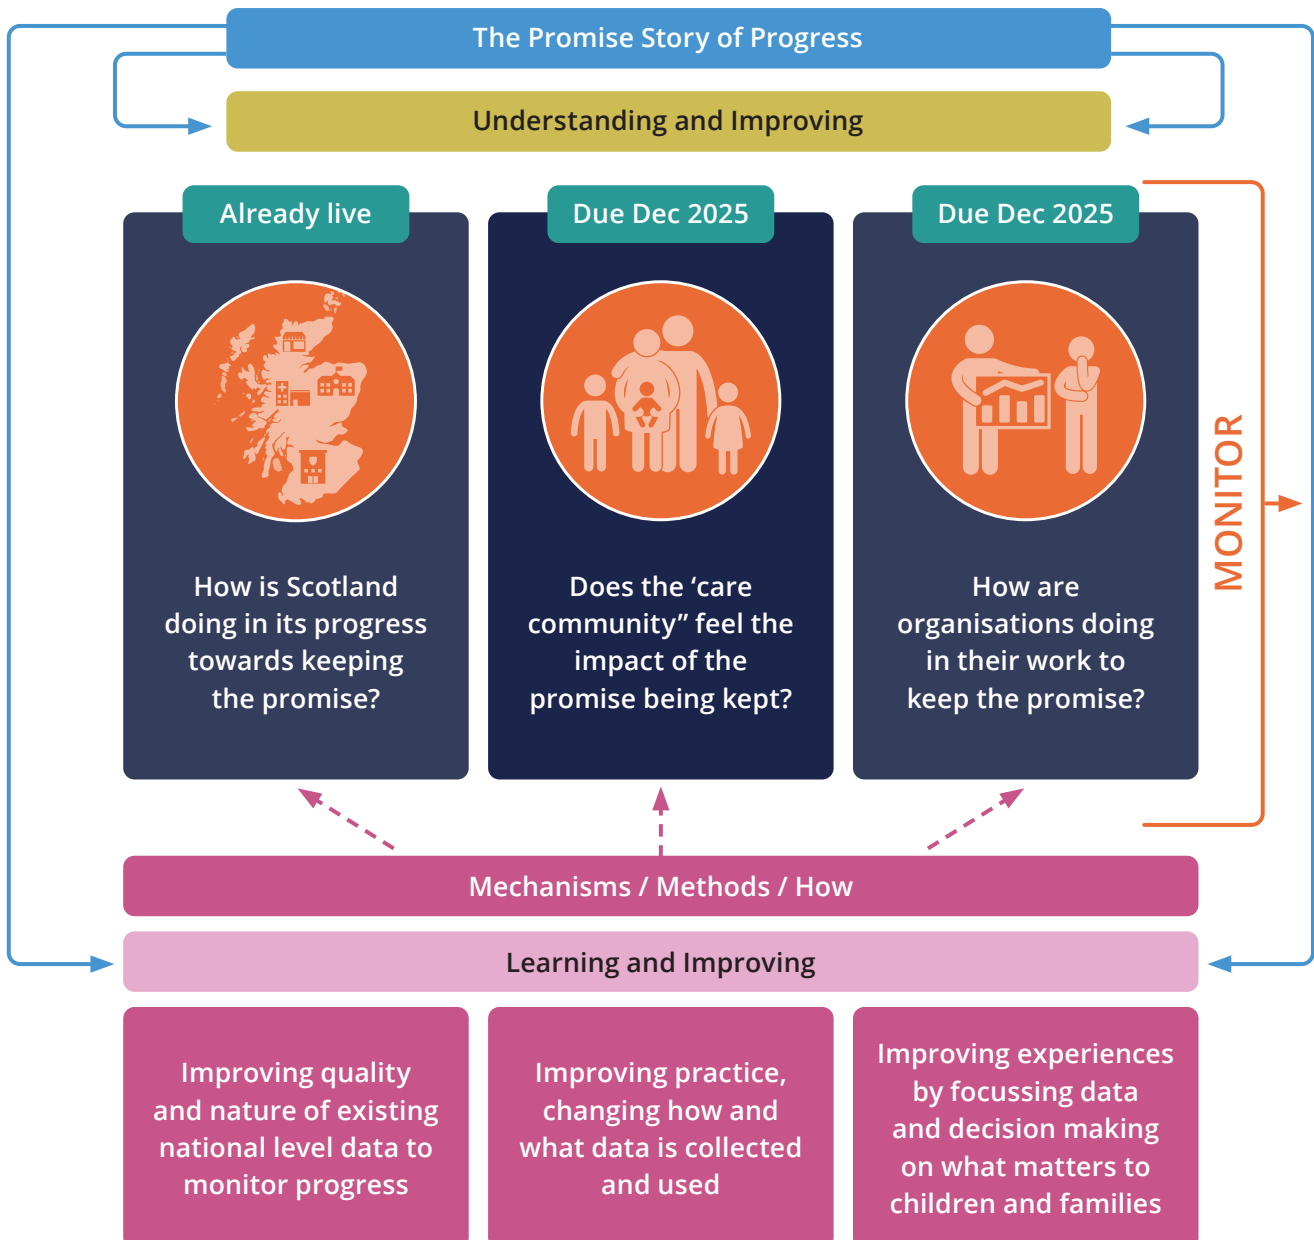 The Promise Story of Progress
Understanding and Improving
Already live
How is Scotland
doing in its progress
towards keeping
the promise?
Due Dec 2025
Does the ‘care
community” feel the
impact of the
promise being kept?
Due Dec 2025
How are
organisations doing
in their work to
keep the promise?
MONITOR
Mechanisms / Methods / How
Learning and Improving
Improving quality
and nature of existing
national level data to
monitor progress
Improving practice,
changing how and
what data is collected
and used
Improving experiences
by focussing data
and decision making
on what matters to
children and families